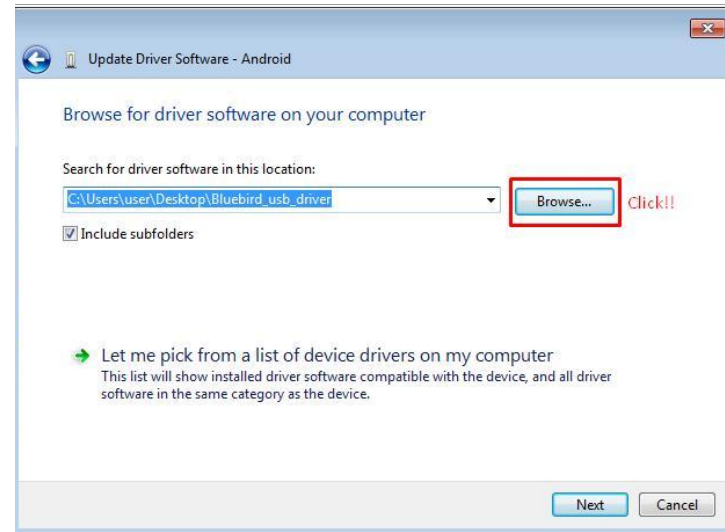 Update Driver Software - Android
Browse for driver software on your computer
Search for driver software in this location:
C:\Users\user\Desktop\Bluebird_usb_driver
Browse... Click!!
Include subfolders
Let me pick from a list of device drivers on my computer
This list will show installed driver software compatible with the device, and all driver
software in the same category as the device.
Next Cancel